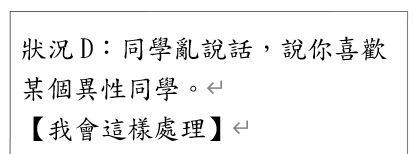 狀況 D：同學亂說話，說你喜歡
某個異性同學。↵
【我會這樣處理】↵